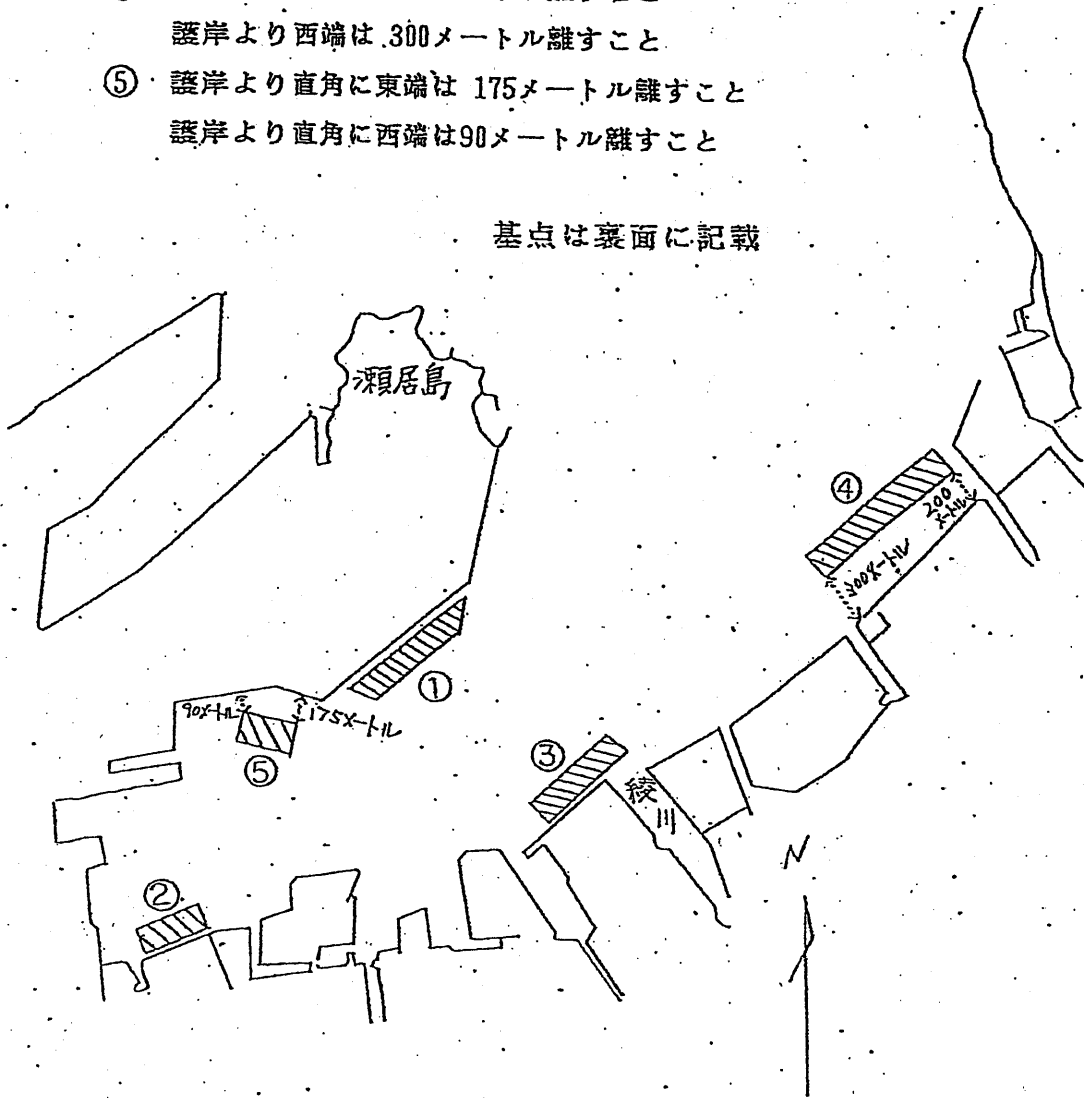 護岸より西端は300メートル離すこと
⑤ 護岸より直角に東端は 175メートル離すこと
護岸より直角に西端は90メートル離すこと
基点は裏面に記載
瀬居島
④
200
メートル
300メートル
①
90メートル
175メートル
⑤
③
綾川
②
N